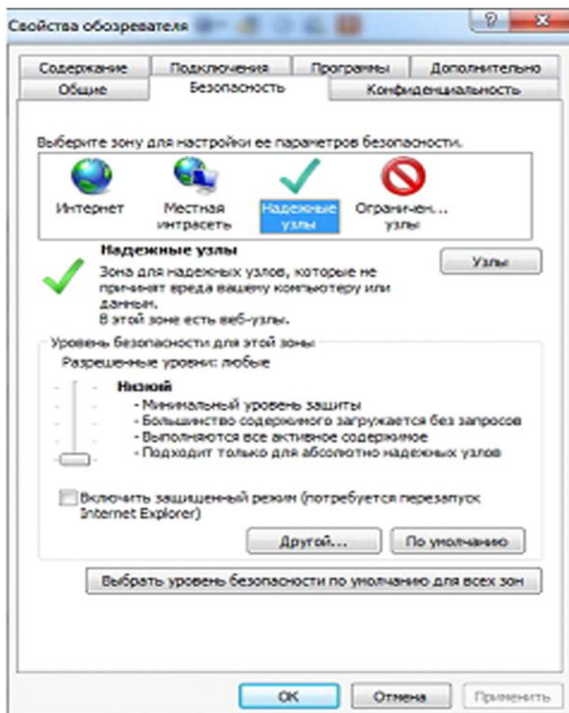 Свойства обозревателя
Содержание Подключения Программы Дополнительно
Общие Безопасность Конфиденциальность
Выберите зону для настройки ее параметров безопасности.
Интернет Местная интрасеть Надежные узлы Ограничен... узлы
Надежные узлы
Узлы
Зона для надежных узлов, которые не
причинят вреда вашему компьютеру или
данным.
В этой зоне есть веб-узлы.
Уровень безопасности для этой зоны
Разрешенные уровни: любые
Низкий
- Минимальный уровень защиты
- Большинство содержимого загружается без запросов
- Выполняются все активное содержимое
- Подходит только для абсолютно надежных узлов
Включить защищенный режим (потребуется перезапуск
Internet Explorer)
Другой... По умолчанию
Выбрать уровень безопасности по умолчанию для всех зон
OK Отмена Применить